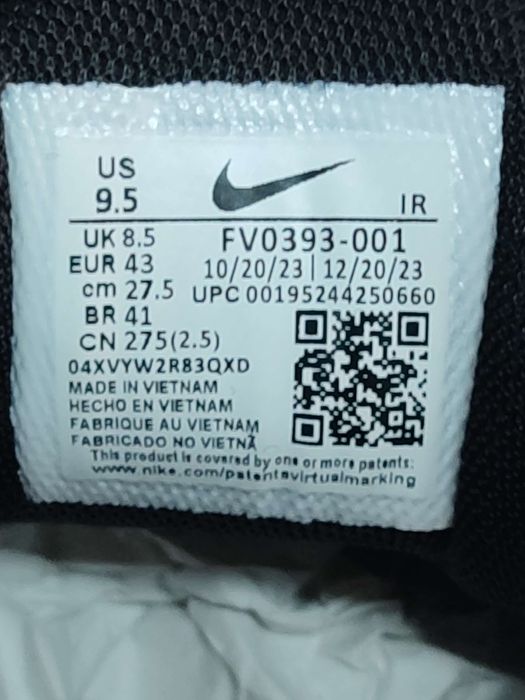 US
9.5
IR
UK 8.5
FV0393-001
EUR 43
10/20/23 | 12/20/23
cm 27.5
UPC 00195244250660
BR 41
CN 275(2.5)
04XVYW2R83QXD
MADE IN VIETNAM
HECHO EN VIETNAM
FABRIQUE AU VIETNAM
FABRICADO NO VIETNÃ
This product is covered by one or more patents:
www.nike.com/patentsvirtualmarking